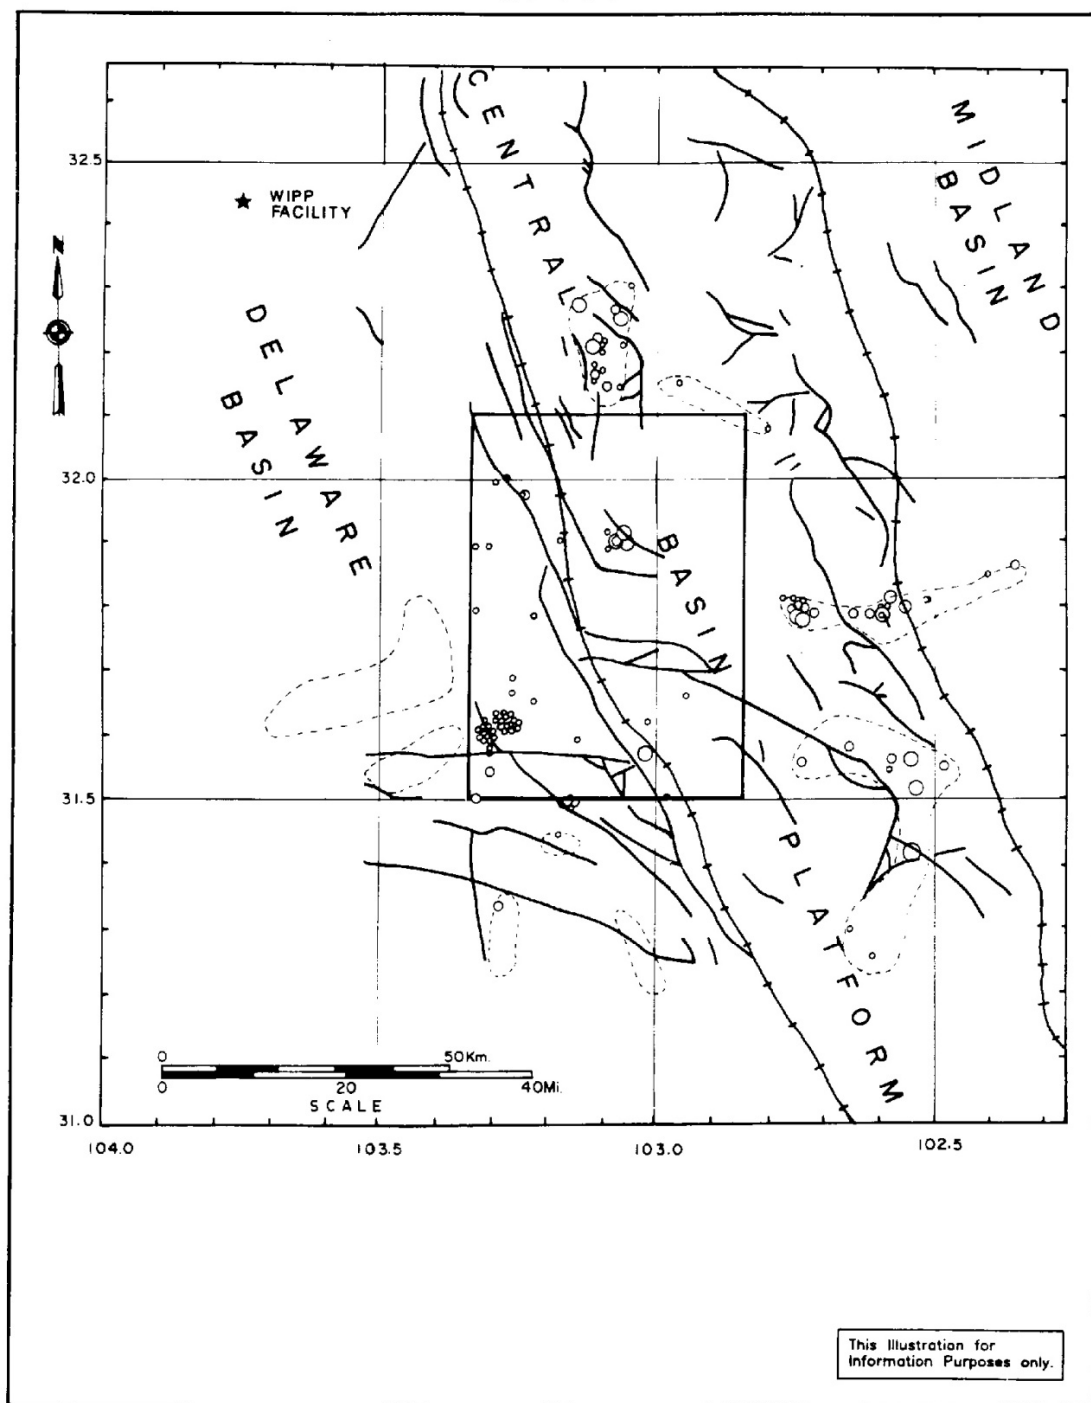 CENTRAL
MIDLAND
BASIN
32.5
WIPP
FACILITY
N
DELAWARE
BASIN
32.0
BASIN
31.5
PLATFORM
0 50Km.
0 20 40Mi.
SCALE
31.0
104.0 103.5 103.0 102.5
This Illustration for
Information Purposes only.